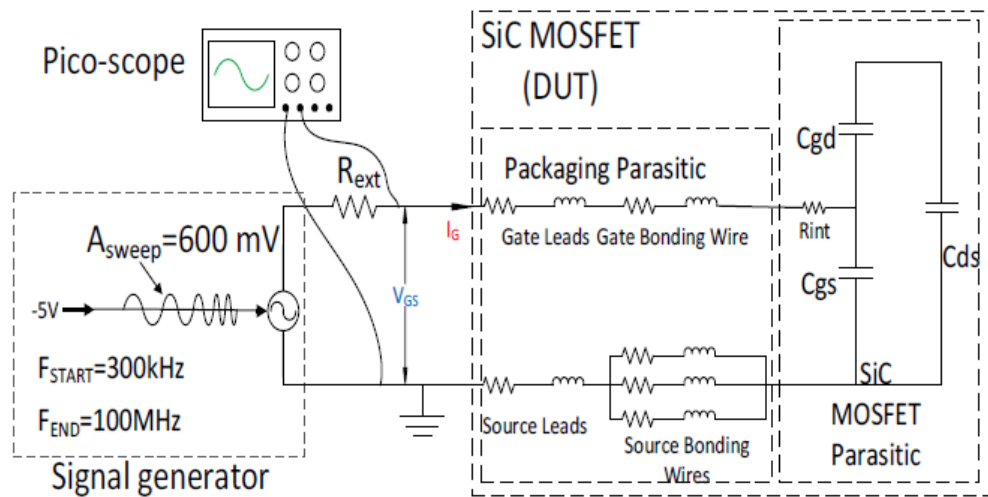 Pico-scope
SiC MOSFET
(DUT)
Rext
Packaging Parasitic
Cgd
Asweep=600 mV
IG
Gate Leads Gate Bonding Wire
Rint
Cds
-5V
VGS
Cgs
FSTART=300kHz
FEND=100MHz
Source Leads
Source Bonding
Wires
SiC
MOSFET
Parasitic
Signal generator